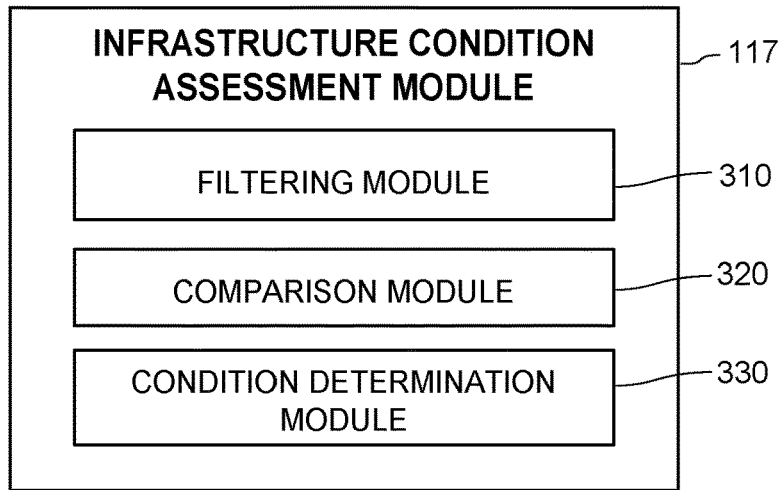 INFRASTRUCTURE CONDITION
ASSESSMENT MODULE
117
FILTERING MODULE
310
COMPARISON MODULE
320
CONDITION DETERMINATION
MODULE
330